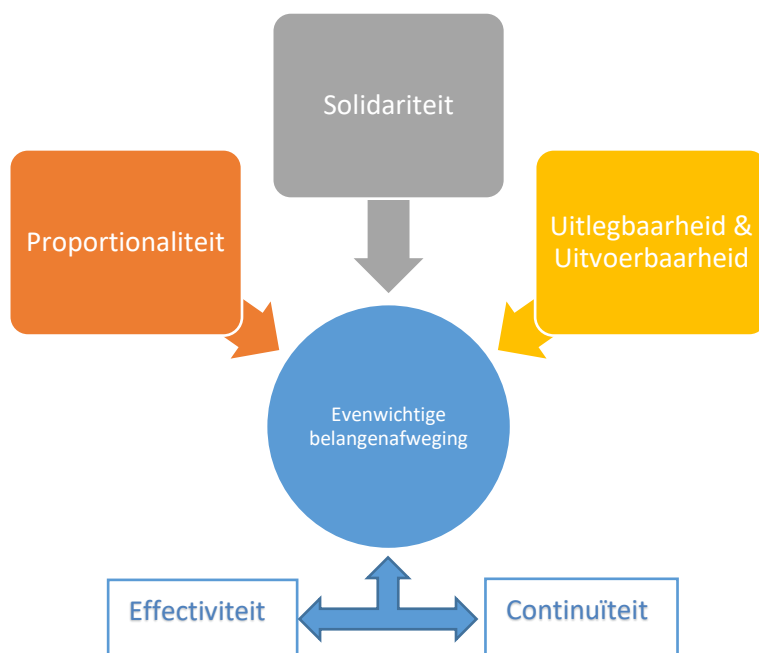 Solidariteit
Proportionaliteit
Uitlegbaarheid &
Uitvoerbaarheid
Evenwichtige
belangenafweging
Effectiviteit
Continuïteit